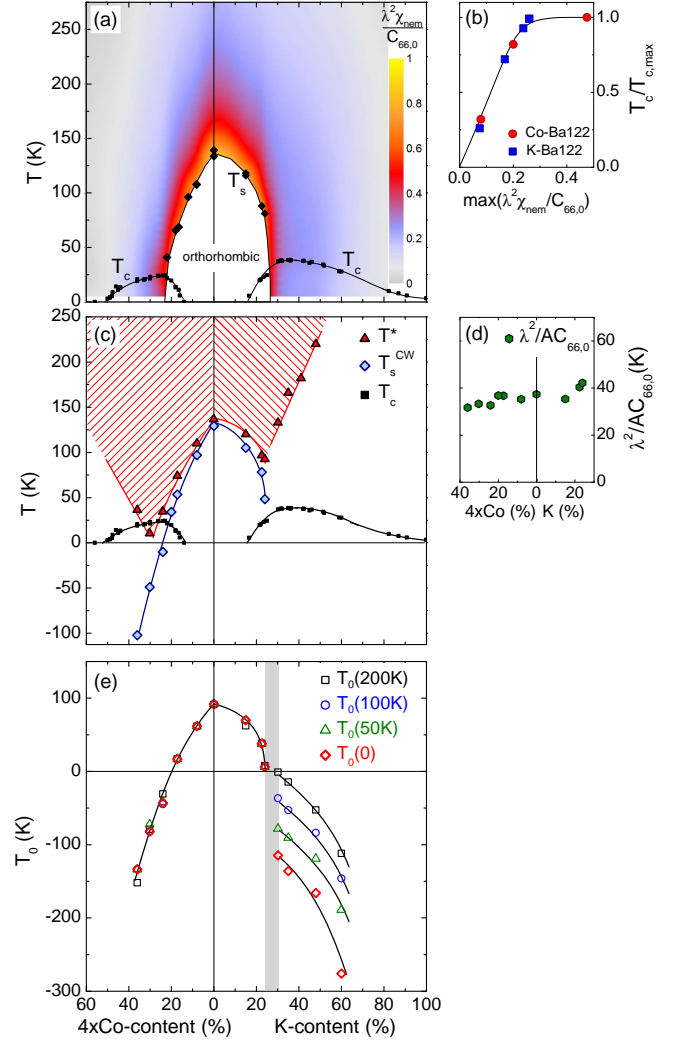 (a)
λ²χnem
C66,0
250
200
150
100
50
0
T (K)
1
0.8
0.6
0.4
0.2
0
Ts
orthorhombic
Tc
Tc
(b)
1.0
0.5
0.0
Tc/Tc,max
Co-Ba122
K-Ba122
0.0
0.2
0.4
max(λ²χnem/C66,0)
(c)
250
200
150
100
50
0
-50
-100
T (K)
T*
TsCW
Tc
(d)
λ²/AC66,0
80
60
40
20
0
λ²/AC66,0(K)
40
20
0
20
4xCo (%)
K (%)
(e)
100
0
-100
-200
-300
T0 (K)
T0(200K)
T0(100K)
T0(50K)
T0(0)
60
40
20
0
20
40
60
80
100
4xCo-content (%)
K-content (%)